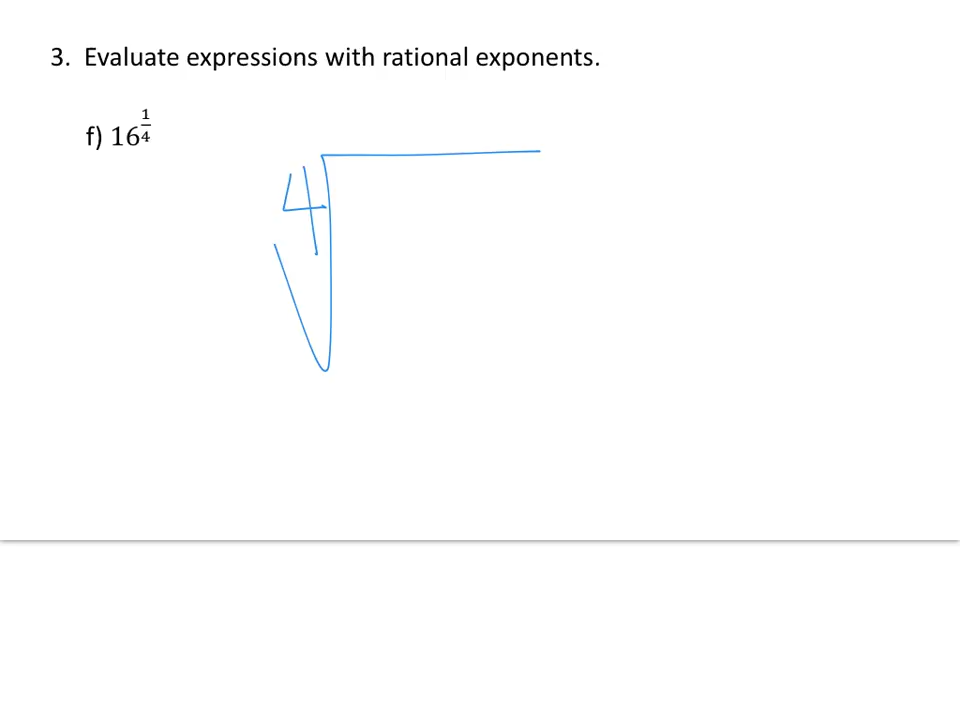 3. Evaluate expressions with rational exponents.
f) 16^{1/4}
4√